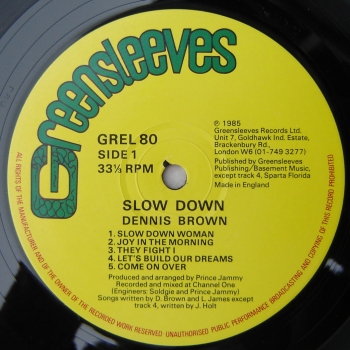 Greensleeves
GREL 80
SIDE 1
33⅓ RPM
℗ 1985
Greensleeves Records Ltd.
Unit 7, Goldhawk Ind. Estate,
Brackenbury Rd.,
London W6 (01-749 3277)
Published by Greensleeves
Publishing/Basement Music,
except track 4, Sparta Florida
Made in England
SLOW DOWN
DENNIS BROWN
1. SLOW DOWN WOMAN
2. JOY IN THE MORNING
3. THEY FIGHT I
4. LET'S BUILD OUR DREAMS
5. COME ON OVER
Produced and arranged by Prince Jammy
Recorded and mixed at Channel One
(Engineers: Soldgie and Prince Jammy)
Songs written by D. Brown and L. James except
track 4, written by J. Holt
ALL RIGHTS OF THE MANUFACTURER AND OF THE OWNER OF THE RECORDED WORK RESERVED UNAUTHORISED PUBLIC PERFORMANCE BROADCASTING AND COPYING OF THIS RECORD PROHIBITED